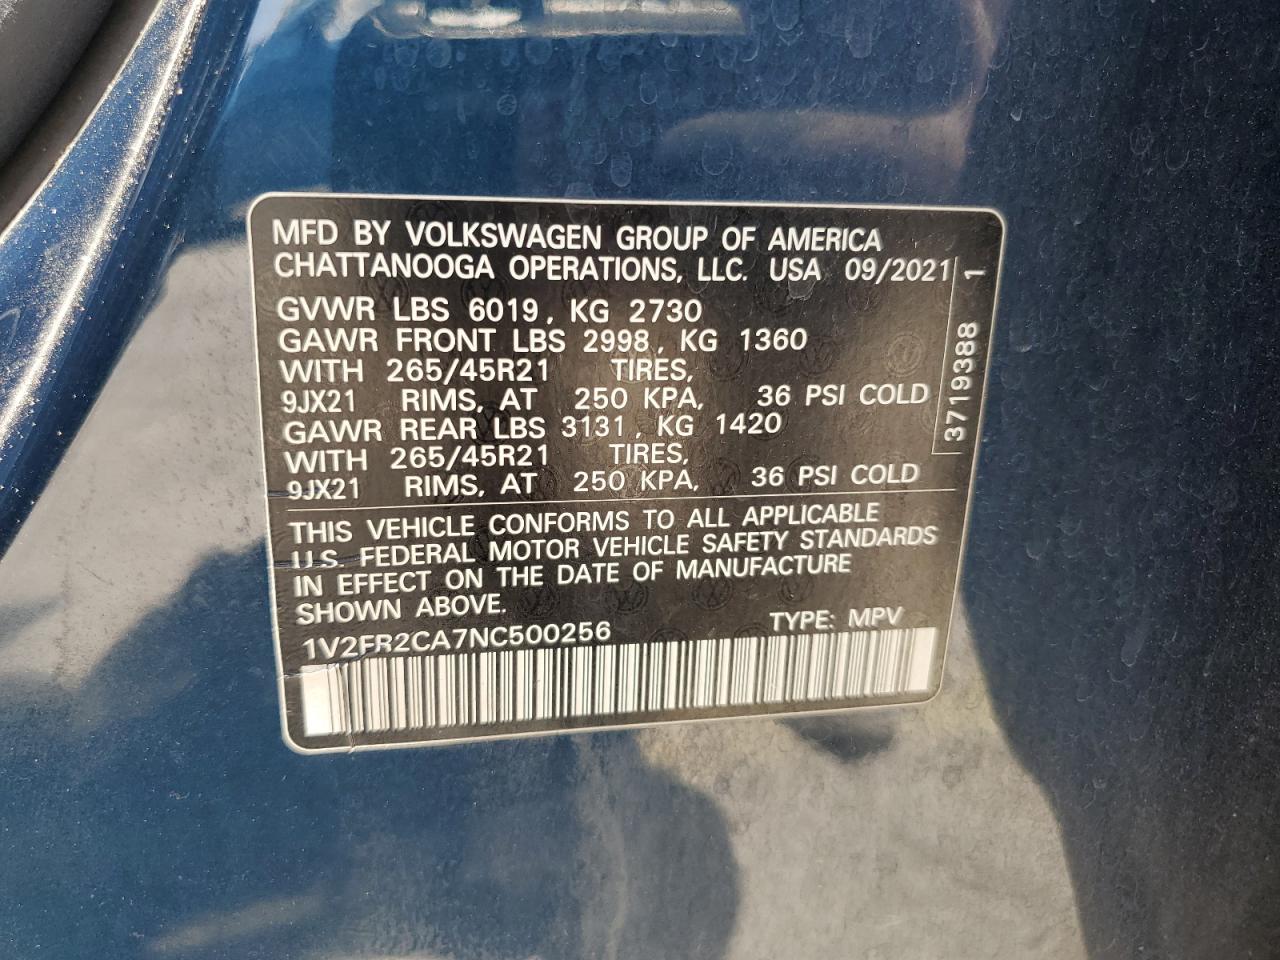 MFD BY VOLKSWAGEN GROUP OF AMERICA
CHATTANOOGA OPERATIONS, LLC. USA 09/2021
GVWR LBS 6019, KG 2730
GAWR FRONT LBS 2998, KG 1360
WITH 265/45R21 TIRES,
9JX21 RIMS, AT 250 KPA, 36 PSI COLD
GAWR REAR LBS 3131, KG 1420
WITH 265/45R21 TIRES,
9JX21 RIMS, AT 250 KPA, 36 PSI COLD
3719388 1
THIS VEHICLE CONFORMS TO ALL APPLICABLE
U.S. FEDERAL MOTOR VEHICLE SAFETY STANDARDS
IN EFFECT ON THE DATE OF MANUFACTURE
SHOWN ABOVE.
1V2FR2CA7NC500256 TYPE: MPV